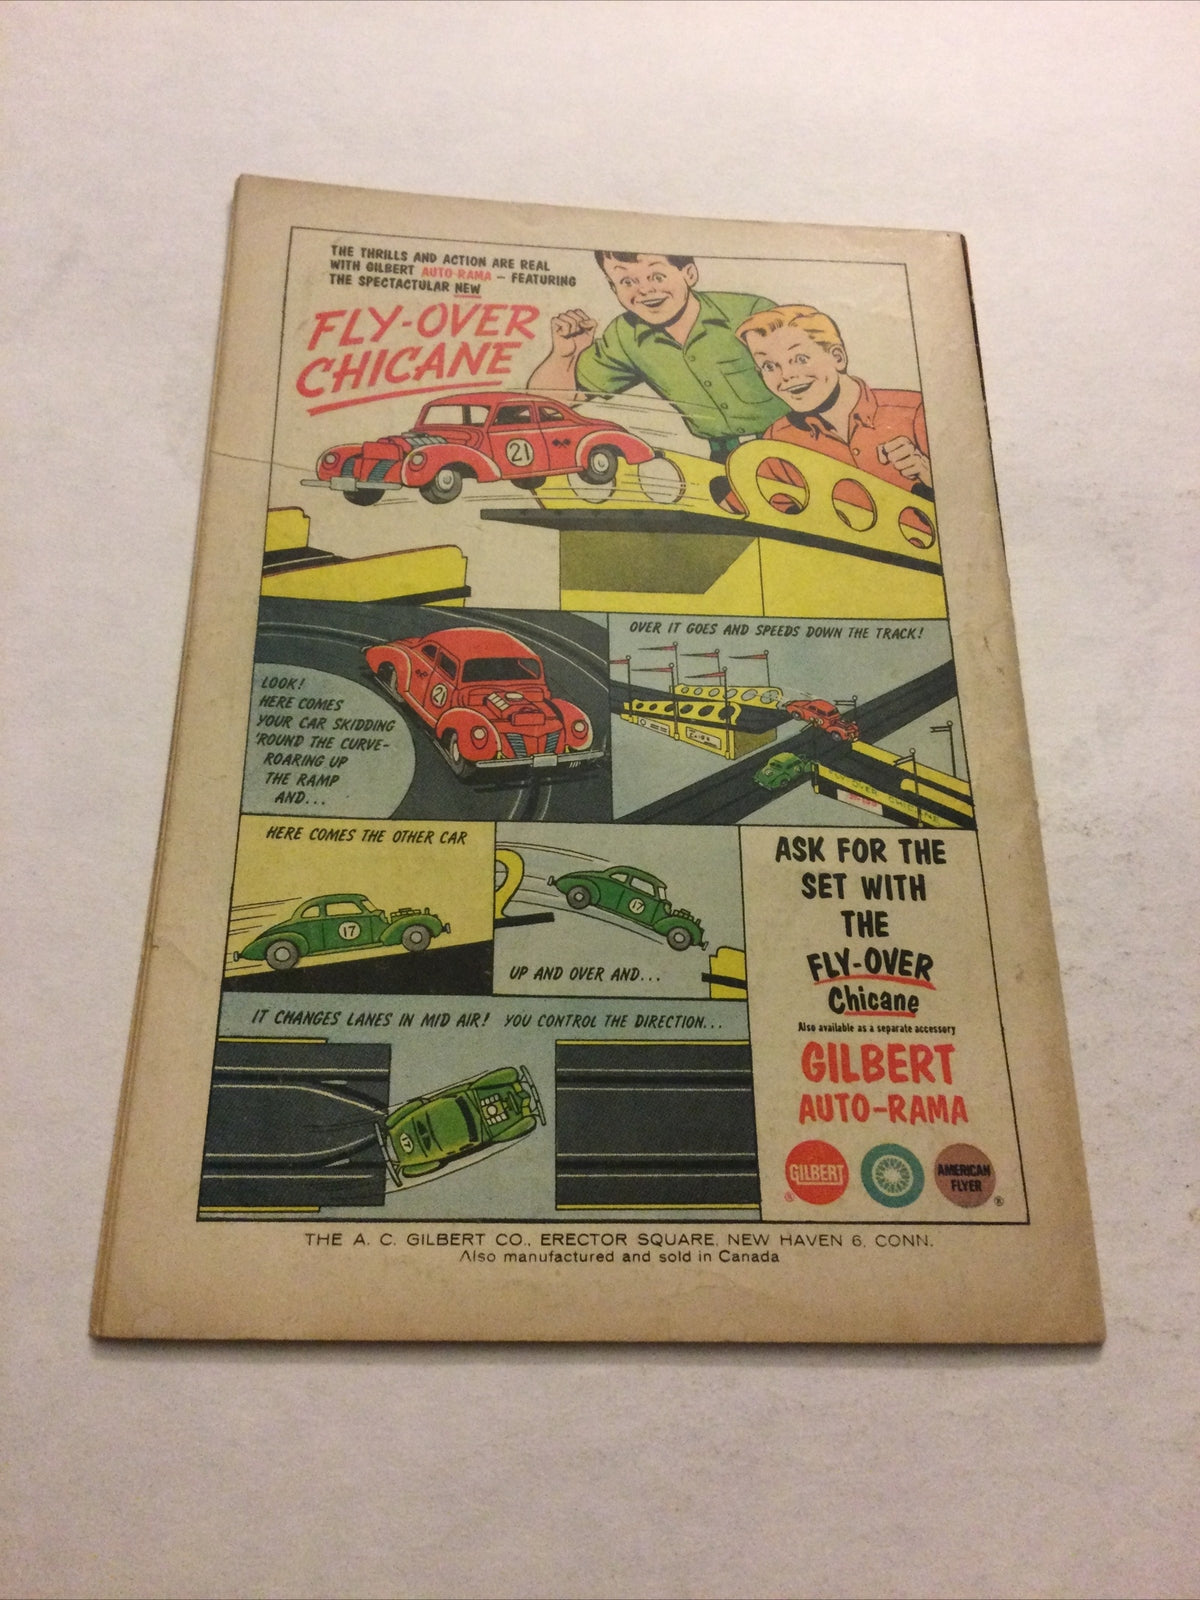 THE THRILLS AND ACTION ARE REAL
WITH GILBERT AUTO-RAMA – FEATURING
THE SPECTACTULAR NEW
FLY-OVER
CHICANE
21
LOOK!
HERE COMES
YOUR CAR SKIDDING
'ROUND THE CURVE-
ROARING UP
THE RAMP
AND...
21
OVER IT GOES AND SPEEDS DOWN THE TRACK!
FLY-OVER CHICANE
HERE COMES THE OTHER CAR
17
17
UP AND OVER AND...
IT CHANGES LANES IN MID AIR! YOU CONTROL THE DIRECTION...
17
ASK FOR THE
SET WITH
THE
FLY-OVER
Chicane
Also available as a separate accessory
GILBERT
AUTO-RAMA
GILBERT
®
AMERICAN
FLYER
®
THE A. C. GILBERT CO., ERECTOR SQUARE, NEW HAVEN 6, CONN.
Also manufactured and sold in Canada